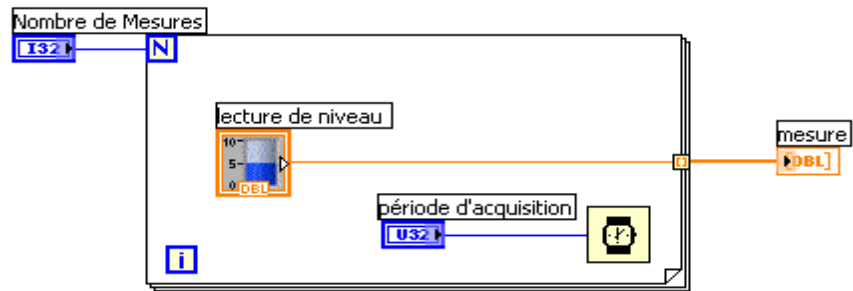 Nombre de Mesures
I32
N
lecture de niveau
10-
5-
0
DBL
mesure
DBL]
période d'acquisition
U32
i